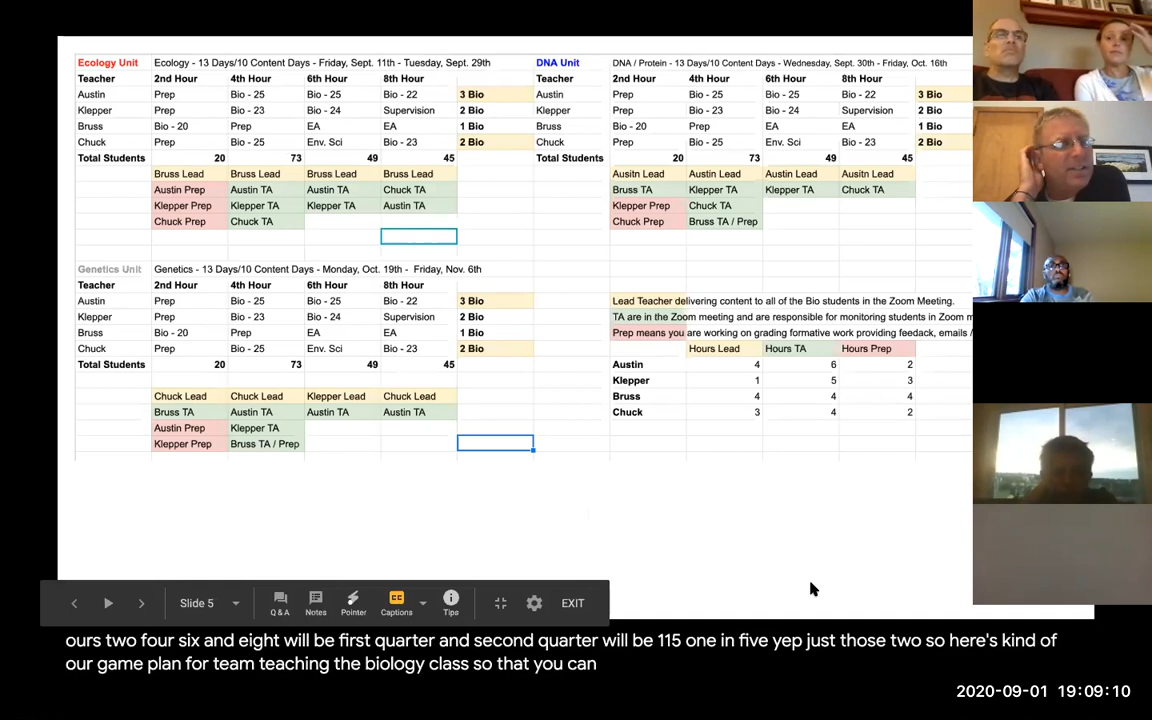 Ecology Unit Ecology - 13 Days/10 Content Days - Friday, Sept. 11th - Tuesday, Sept. 29th DNA Unit DNA / Protein - 13 Days/10 Content Days - Wednesday, Sept. 30th - Friday, Oct. 16th
Teacher 2nd Hour 4th Hour 6th Hour 8th Hour Teacher 2nd Hour 4th Hour 6th Hour 8th Hour
Austin Prep Bio - 25 Bio - 25 Bio - 22 3 Bio Austin Prep Bio - 25 Bio - 25 Bio - 22 3 Bio
Klepper Prep Bio - 23 Bio - 24 Supervision 2 Bio Klepper Prep Bio - 23 Bio - 24 Supervision 2 Bio
Bruss Bio - 20 Prep EA EA 1 Bio Bruss Bio - 20 Prep EA EA 1 Bio
Chuck Prep Bio - 25 Env. Sci Bio - 23 2 Bio Chuck Prep Bio - 25 Env. Sci Bio - 23 2 Bio
Total Students 20 73 49 45 Total Students 20 73 49 45
Bruss Lead Bruss Lead Bruss Lead Bruss Lead Ausitn Lead Austin Lead Austin Lead Ausitn Lead
Austin Prep Austin TA Austin TA Chuck TA Bruss TA Klepper TA Klepper TA Chuck TA
Klepper Prep Klepper TA Klepper TA Austin TA Klepper Prep Chuck TA
Chuck Prep Chuck TA Chuck Prep Bruss TA / Prep
Genetics Unit Genetics - 13 Days/10 Content Days - Monday, Oct. 19th - Friday, Nov. 6th
Teacher 2nd Hour 4th Hour 6th Hour 8th Hour
Austin Prep Bio - 25 Bio - 25 Bio - 22 3 Bio Lead Teacher delivering content to all of the Bio students in the Zoom Meeting.
Klepper Prep Bio - 23 Bio - 24 Supervision 2 Bio TA are in the Zoom meeting and are responsible for monitoring students in Zoom
Bruss Bio - 20 Prep EA EA 1 Bio Prep means you are working on grading formative work providing feedack, emails /
Chuck Prep Bio - 25 Env. Sci Bio - 23 2 Bio Hours Lead Hours TA Hours Prep
Total Students 20 73 49 45 Austin 4 6 2
Klepper 1 5 3
Chuck Lead Chuck Lead Klepper Lead Chuck Lead Bruss 4 4 4
Bruss TA Austin TA Austin TA Austin TA Chuck 3 4 2
Austin Prep Klepper TA
Klepper Prep Bruss TA / Prep
Slide 5 Q & A Notes Pointer CC Captions Tips EXIT
ours two four six and eight will be first quarter and second quarter will be 115 one in five yep just those two so here's kind of
our game plan for team teaching the biology class so that you can
2020-09-01 19:09:10